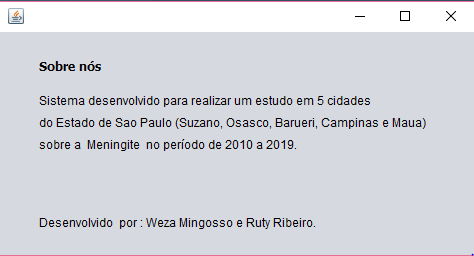 Sobre nós
Sistema desenvolvido para realizar um estudo em 5 cidades
do Estado de Sao Paulo (Suzano, Osasco, Barueri, Campinas e Maua)
sobre a  Meningite  no período de 2010 a 2019.
Desenvolvido  por : Weza Mingosso e Ruty Ribeiro.